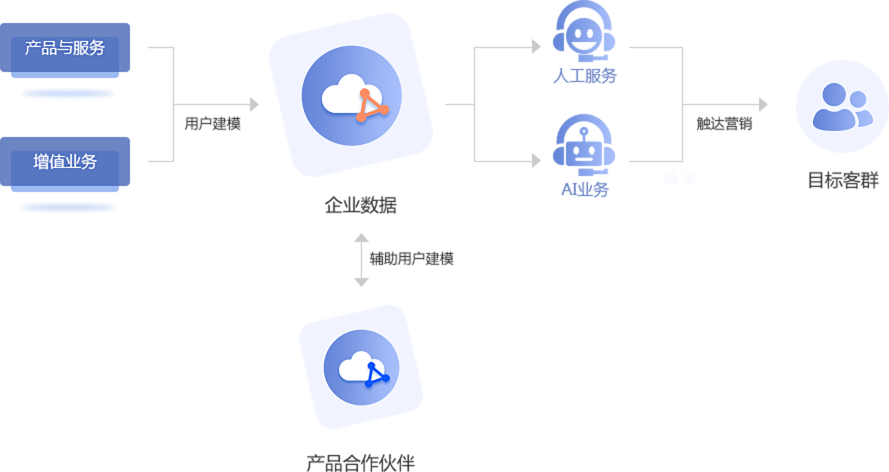 产品与服务
增值业务
用户建模
企业数据
辅助用户建模
产品合作伙伴
人工服务
AI业务
触达营销
目标客群